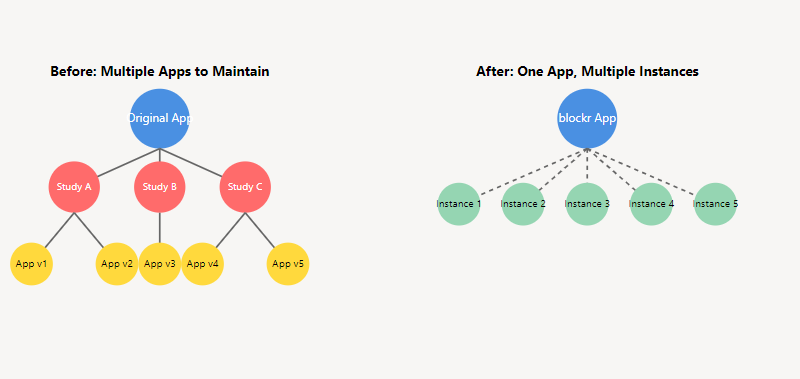 Before: Multiple Apps to Maintain
After: One App, Multiple Instances
Original App
blockr App
Study A
Study B
Study C
Instance 1
Instance 2
Instance 3
Instance 4
Instance 5
App v1
App v2
App v3
App v4
App v5